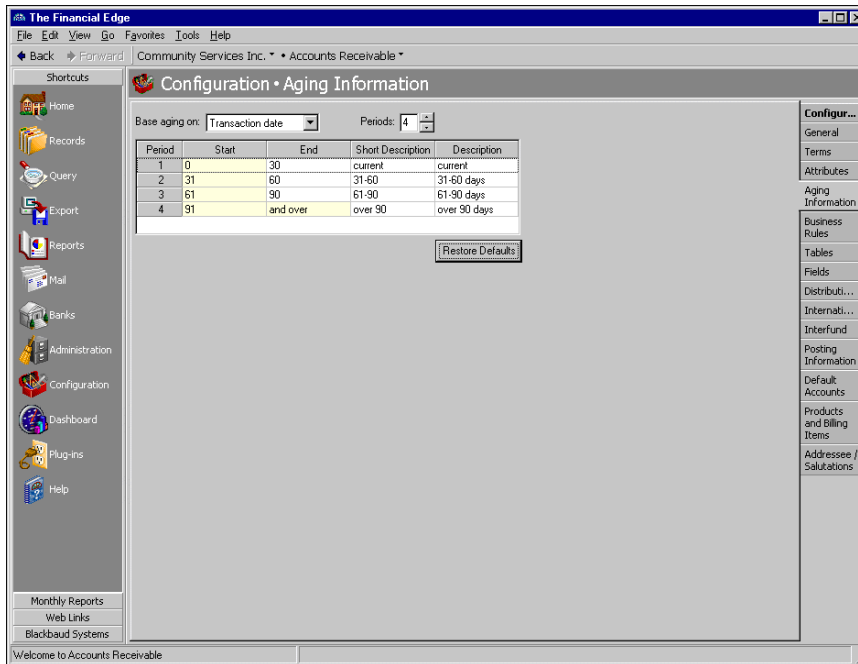 The Financial Edge
File Edit View Go Favorites Tools Help
Back Forward Community Services Inc. * • Accounts Receivable *
Shortcuts
Home
Records
Query
Export
Reports
Mail
Banks
Administration
Configuration
Dashboard
Plug-ins
Help
Monthly Reports
Web Links
Blackbaud Systems
Configuration • Aging Information
Base aging on: Transaction date Periods: 4
Period Start End Short Description Description
1 0 30 current current
2 31 60 31-60 31-60 days
3 61 90 61-90 61-90 days
4 91 and over over 90 over 90 days
Restore Defaults
Configur...
General
Terms
Attributes
Aging
Information
Business
Rules
Tables
Fields
Distributi...
Internati...
Interfund
Posting
Information
Default
Accounts
Products
and Billing
Items
Addressee /
Salutations
Welcome to Accounts Receivable